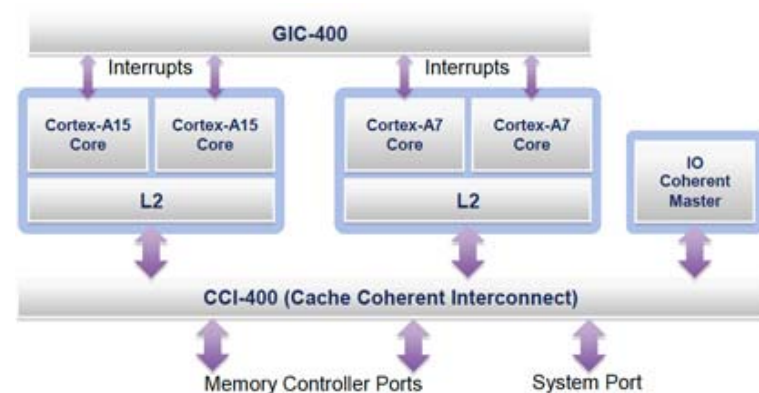 GIC-400
Interrupts
Interrupts
Cortex-A15
Core
Cortex-A15
Core
Cortex-A7
Core
Cortex-A7
Core
L2
L2
IO
Coherent
Master
CCI-400 (Cache Coherent Interconnect)
Memory Controller Ports
System Port